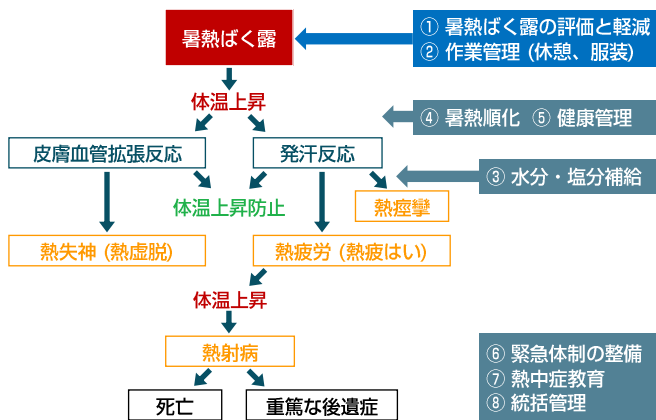 暑熱ばく露
① 暑熱ばく露の評価と軽減
② 作業管理 (休憩、服装)
体温上昇
④ 暑熱順化 ⑤ 健康管理
皮膚血管拡張反応
発汗反応
③ 水分・塩分補給
体温上昇防止
熱痙攣
熱失神 (熱虚脱)
熱疲労 (熱疲はい)
体温上昇
熱射病
⑥ 緊急体制の整備
⑦ 熱中症教育
⑧ 統括管理
死亡
重篤な後遺症